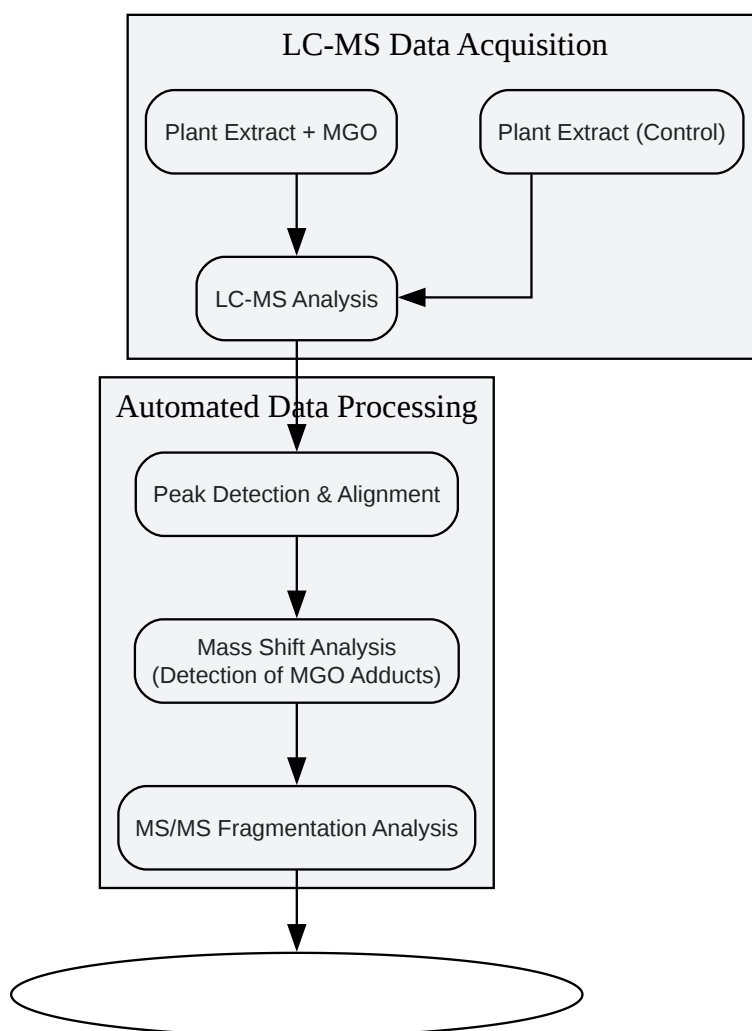 LC-MS Data Acquisition
Plant Extract + MGO
Plant Extract (Control)
LC-MS Analysis
Automated Data Processing
Peak Detection & Alignment
Mass Shift Analysis
(Detection of MGO Adducts)
MS/MS Fragmentation Analysis